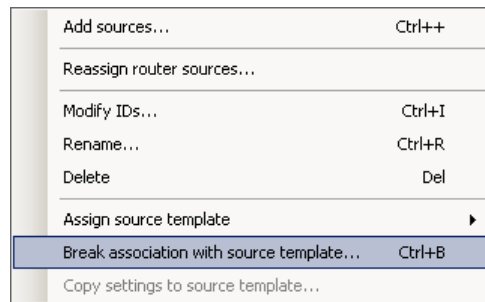 Add sources... Ctrl++
Reassign router sources...
Modify IDs... Ctrl+I
Rename... Ctrl+R
Delete Del
Assign source template
Break association with source template... Ctrl+B
Copy settings to source template...